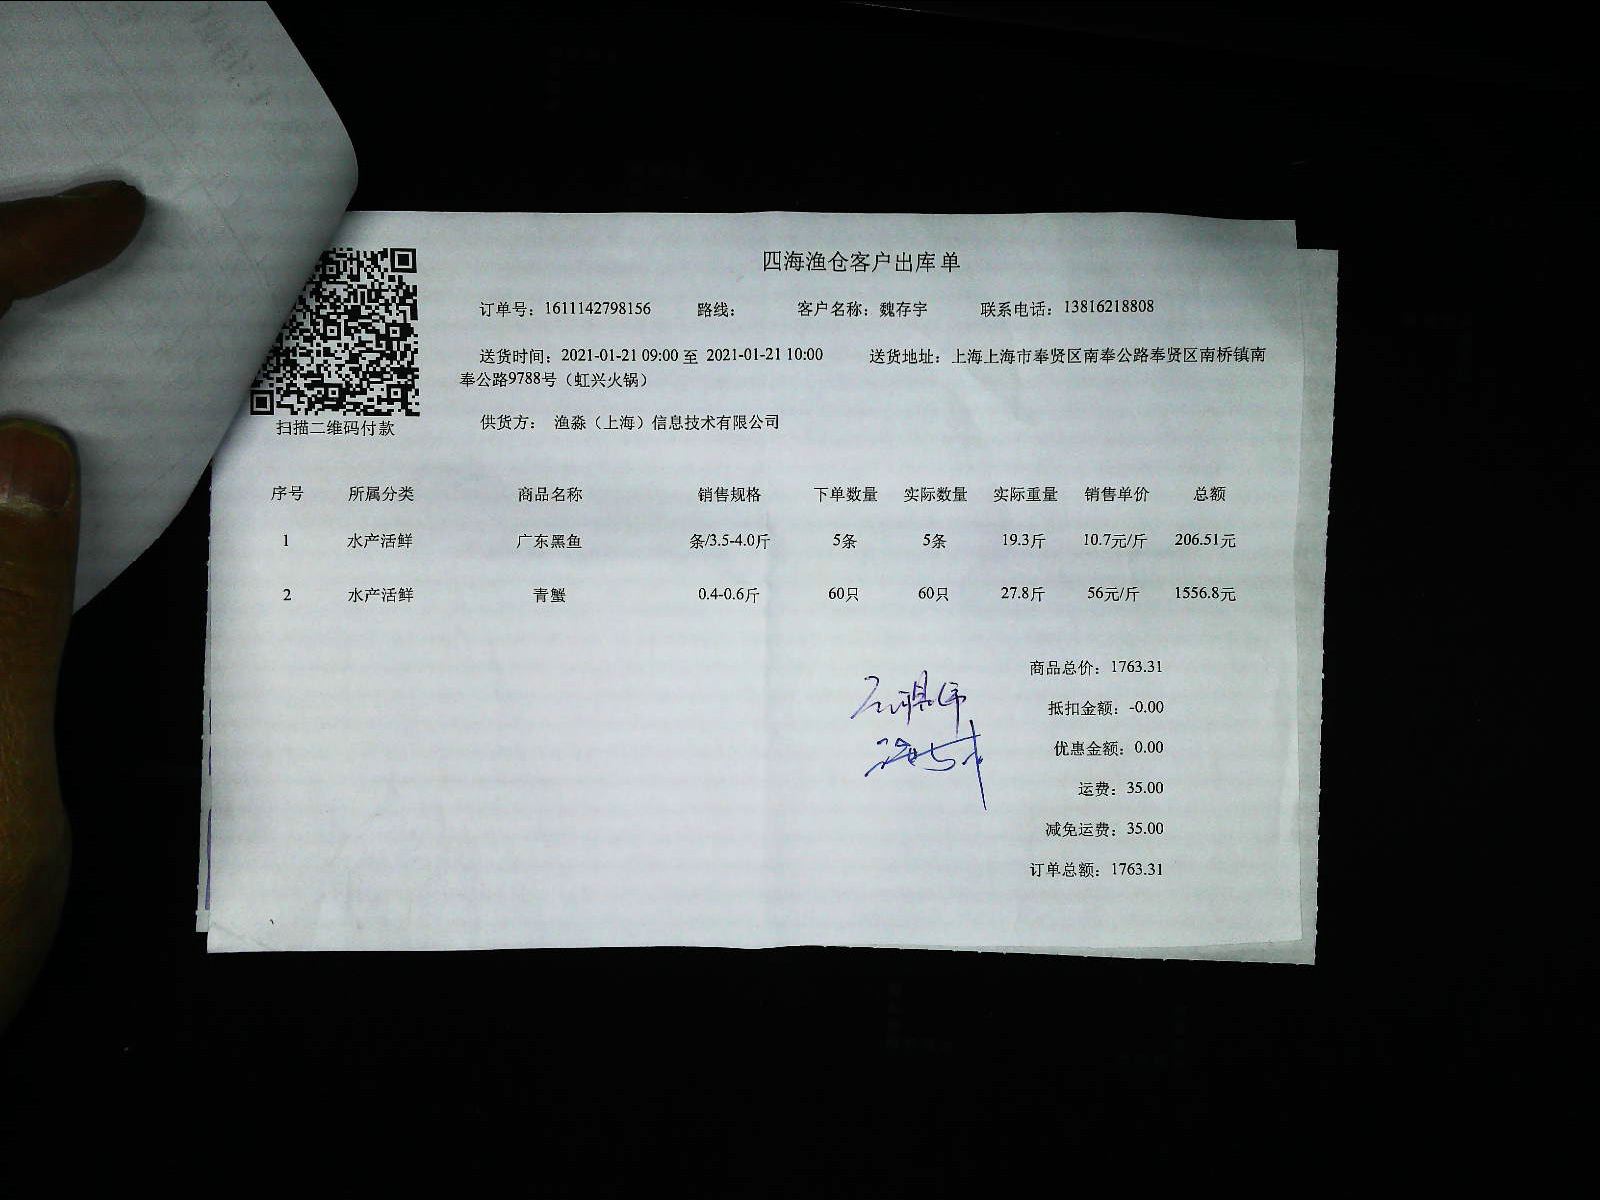 四海渔仓客户出库单
订单号：1611142798156 路线： 客户名称：魏存宇 联系电话：13816218808
送货时间：2021-01-21 09:00 至 2021-01-21 10:00 送货地址：上海上海市奉贤区南奉公路奉贤区南桥镇南
奉公路9788号（虹兴火锅）
扫描二维码付款
供货方： 渔淼（上海）信息技术有限公司
序号 所属分类 商品名称 销售规格 下单数量 实际数量 实际重量 销售单价 总额
1 水产活鲜 广东黑鱼 条/3.5-4.0斤 5条 5条 19.3斤 10.7元/斤 206.51元
2 水产活鲜 青蟹 0.4-0.6斤 60只 60只 27.8斤 56元/斤 1556.8元
商品总价：1763.31
抵扣金额：-0.00
优惠金额：0.00
运费：35.00
减免运费：35.00
订单总额：1763.31